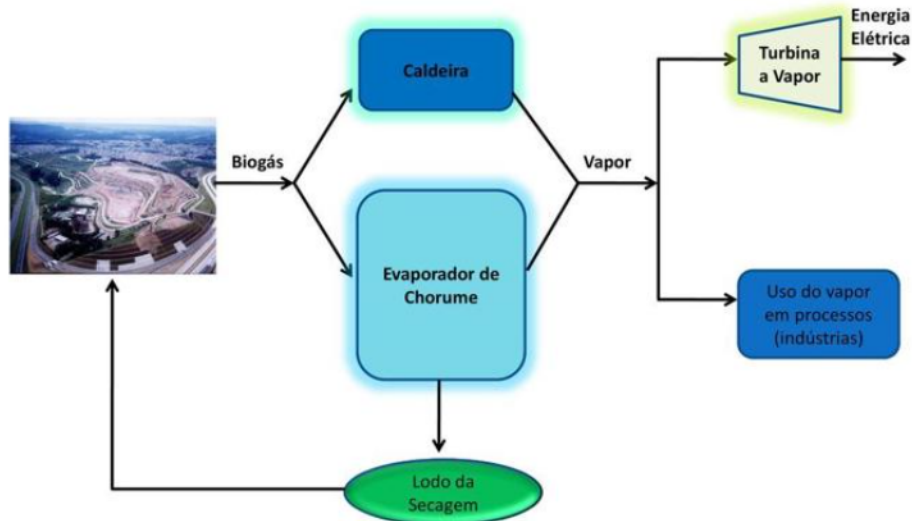 Energia
Elétrica
Turbina
a Vapor
Caldeira
Biogás
Vapor
Evaporador de
Chorume
Uso do vapor
em processos
(indústrias)
Lodo da
Secagem